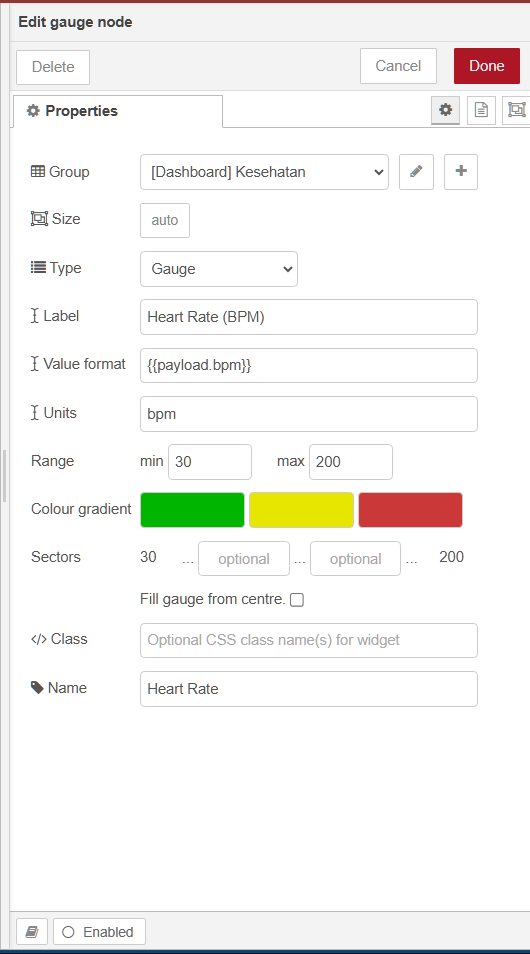 Edit gauge node
Delete Cancel Done
Properties
Group [Dashboard] Kesehatan
Size auto
Type Gauge
Label Heart Rate (BPM)
Value format {{payload.bpm}}
Units bpm
Range min 30 max 200
Colour gradient
Sectors 30 ... optional ... optional ... 200
Fill gauge from centre.
</> Class Optional CSS class name(s) for widget
Name Heart Rate
Enabled